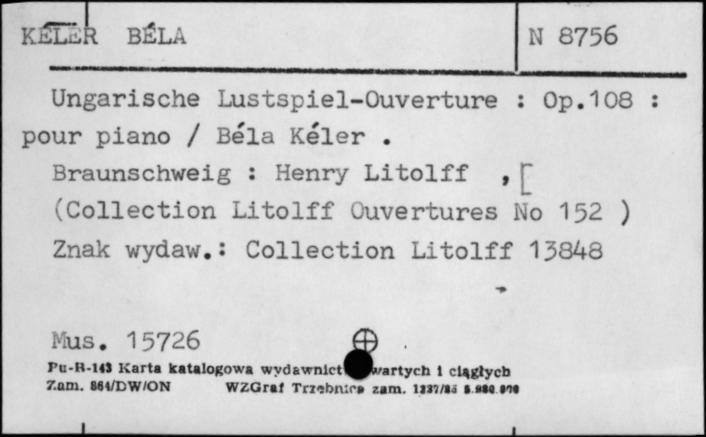 KÉLER BÉLA N 8756
Ungarische Lustspiel-Ouverture : Op.108 :
pour piano / Béla Kéler .
Braunschweig : Henry Litolff , [
(Collection Litolff Ouvertures No 152 )
Znak wydaw.: Collection Litolff 13848
Mus. 15726
Pu-B-143 Karta katalogowa wydawnict wartych i ciągłych
Zam. 864/DW/ON WZGraf Trzebnica zam.